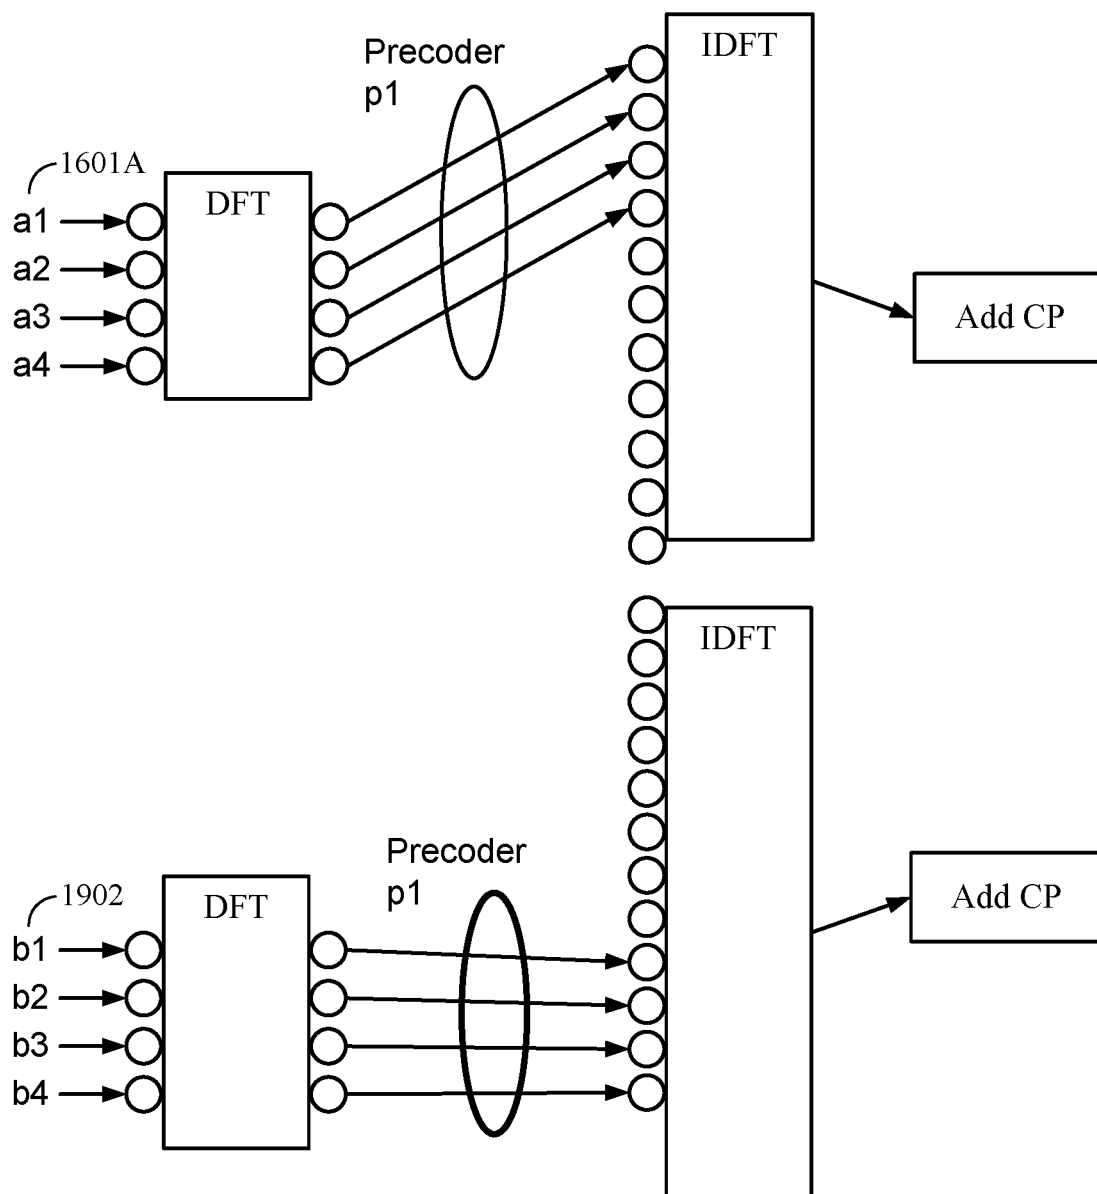 Precoder
p1
IDFT
1601A
DFT
a1
a2
a3
a4
Add CP
IDFT
Precoder
p1
1902
DFT
b1
b2
b3
b4
Add CP